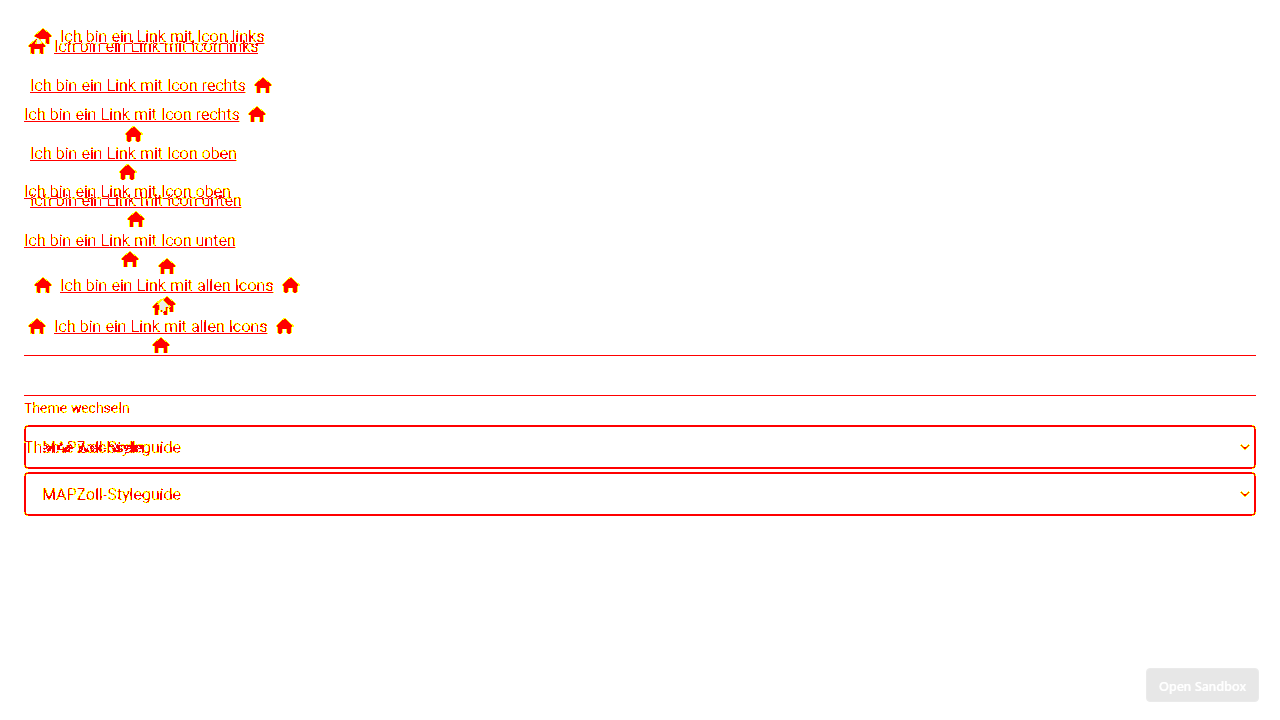 Ich bin ein Link mit Icon links
Ich bin ein Link mit Icon links
Ich bin ein Link mit Icon rechts
Ich bin ein Link mit Icon rechts
Ich bin ein Link mit Icon oben
Ich bin ein Link mit Icon oben
Ich bin ein Link mit Icon unten
Ich bin ein Link mit Icon unten
Ich bin ein Link mit allen Icons
Ich bin ein Link mit allen Icons
Theme wechseln
Theme wechseln
MAPZoll-Styleguide
MAPZoll-Styleguide
Open Sandbox